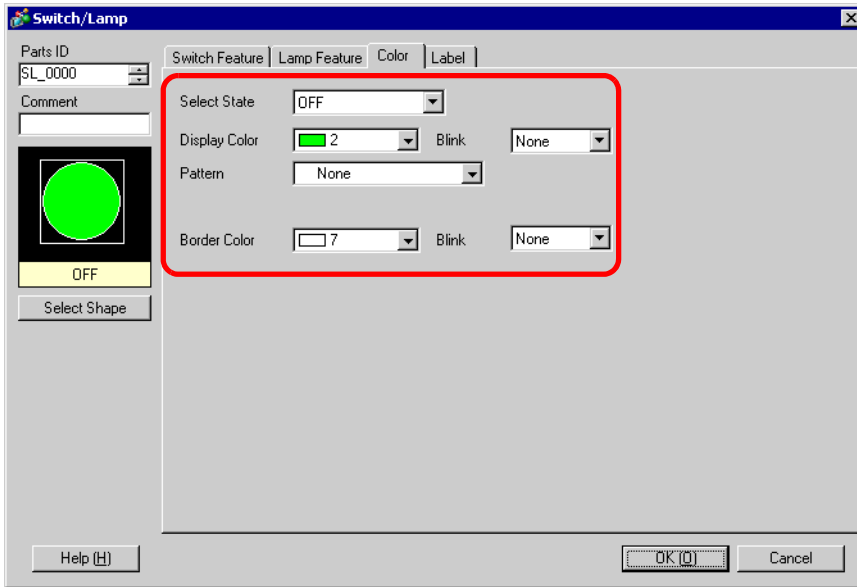 Switch/Lamp
Parts ID
SL_0000
Comment
OFF
Select Shape
Switch Feature Lamp Feature Color Label
Select State OFF
Display Color 2 Blink None
Pattern None
Border Color 7 Blink None
Help (H) OK (O) Cancel